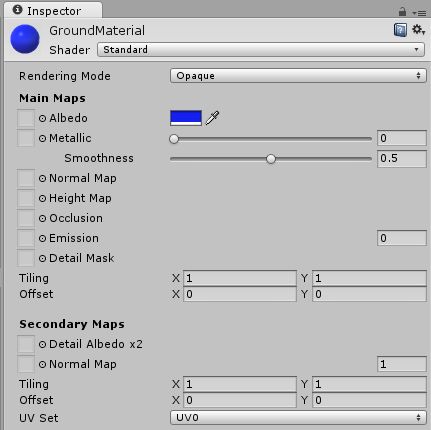 Inspector
GroundMaterial
Shader Standard
Rendering Mode Opaque
Main Maps
Albedo
Metallic 0
Smoothness 0.5
Normal Map
Height Map
Occlusion
Emission 0
Detail Mask
Tiling X 1 Y 1
Offset X 0 Y 0
Secondary Maps
Detail Albedo x2
Normal Map 1
Tiling X 1 Y 1
Offset X 0 Y 0
UV Set UV0